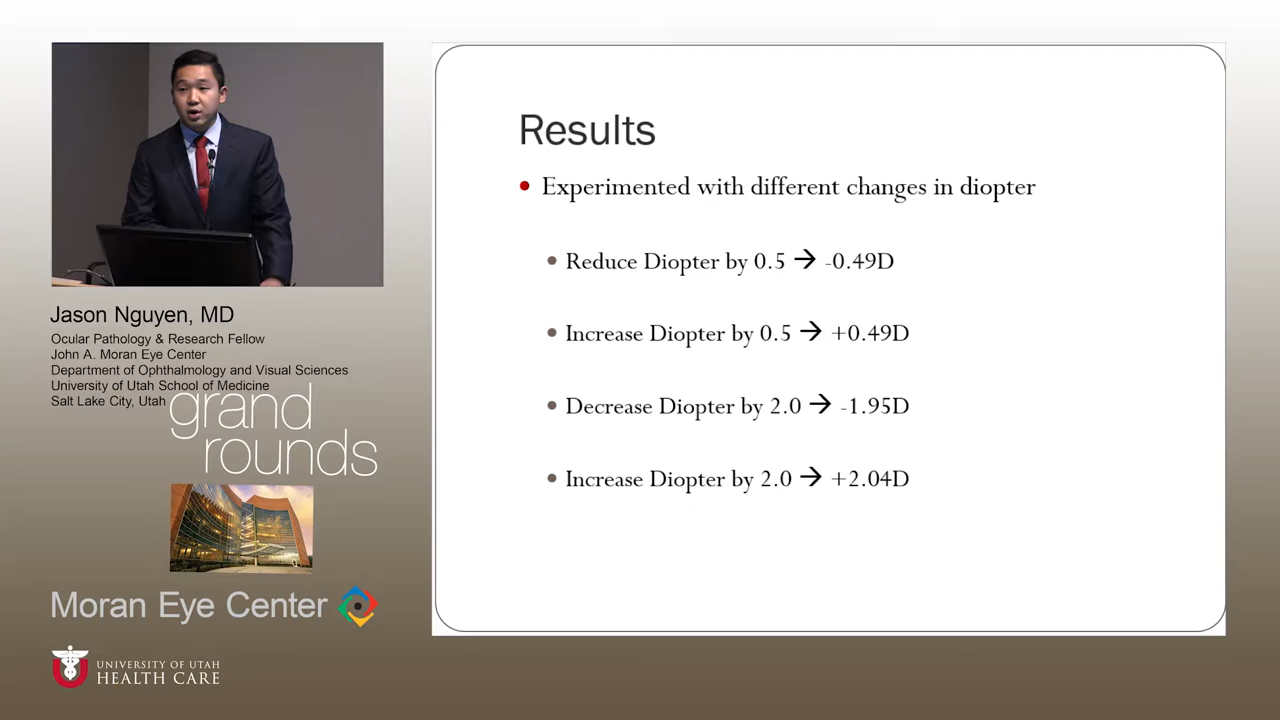 Results
• Experimented with different changes in diopter
• Reduce Diopter by 0.5 → -0.49D
• Increase Diopter by 0.5 → +0.49D
• Decrease Diopter by 2.0 → -1.95D
• Increase Diopter by 2.0 → +2.04D
Jason Nguyen, MD
Ocular Pathology & Research Fellow
John A. Moran Eye Center
Department of Ophthalmology and Visual Sciences
University of Utah School of Medicine
Salt Lake City, Utah
grand
rounds
Moran Eye Center
UNIVERSITY OF UTAH
HEALTH CARE